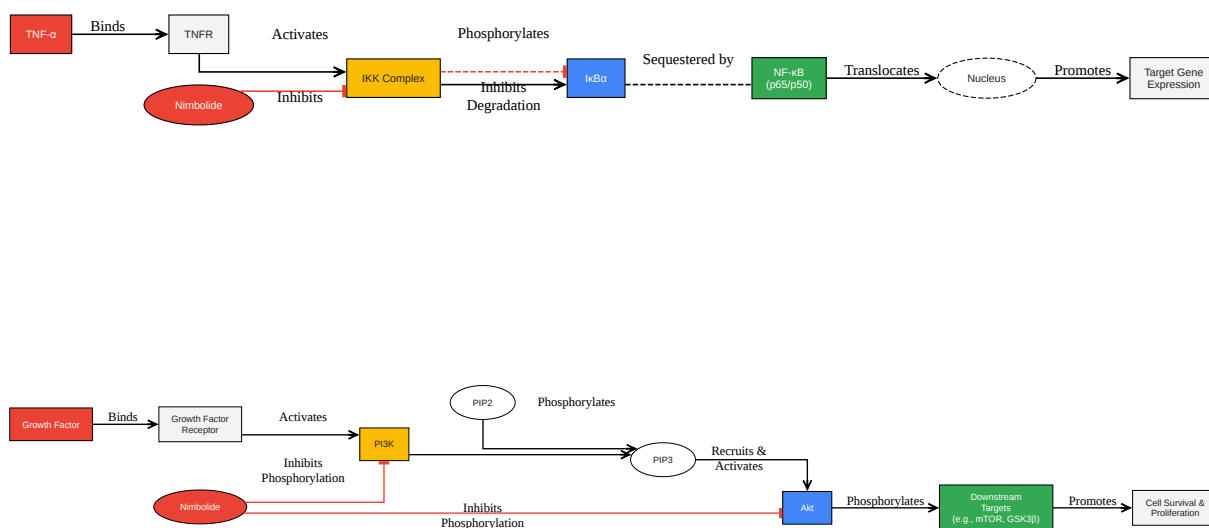 TNF-α
Binds
TNFR
Activates
Phosphorylates
IKK Complex
IκBα
Sequestered by
NF-κB
(p65/p50)
Translocates
Nucleus
Promotes
Target Gene
Expression
Nimbolide
Inhibits
Inhibits
Degradation
Growth Factor
Binds
Growth Factor
Receptor
Activates
PI3K
PIP2
Phosphorylates
PIP3
Recruits &
Activates
Inhibits
Phosphorylation
Nimbolide
Inhibits
Phosphorylation
Akt
Phosphorylates
Downstream
Targets
(e.g., mTOR, GSK3β)
Promotes
Cell Survival &
Proliferation